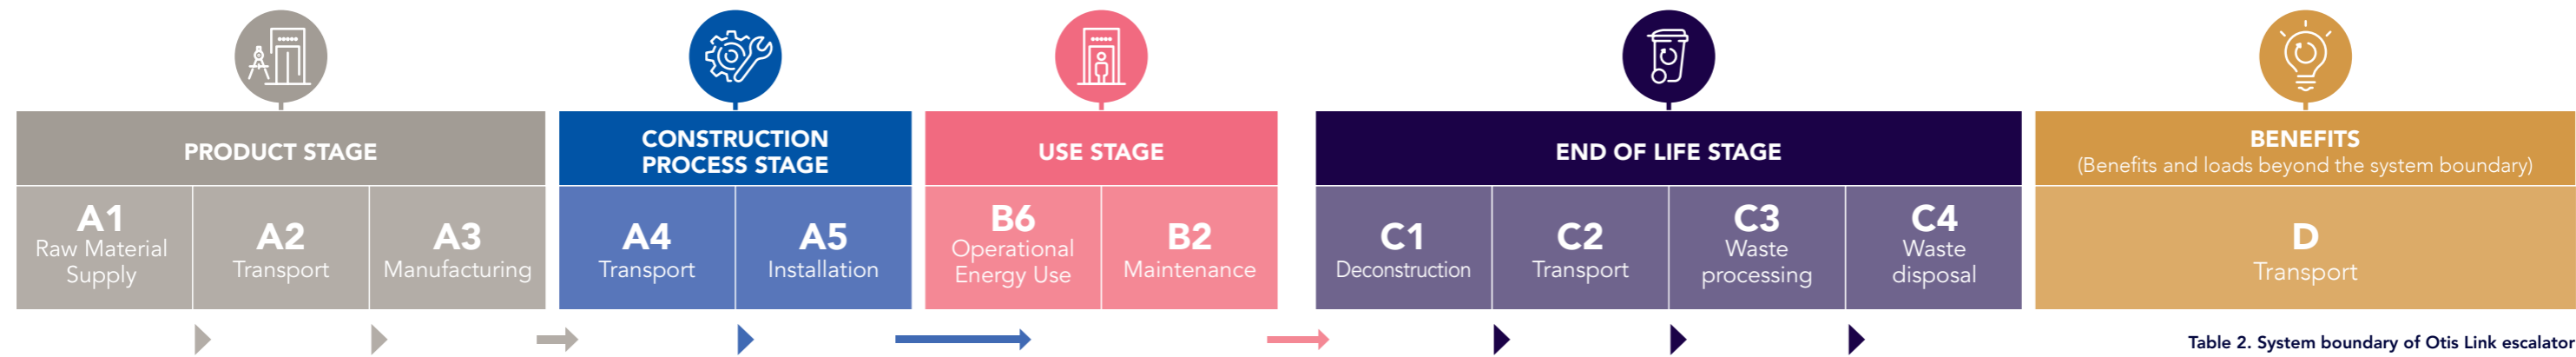 PRODUCT STAGE
A1
Raw Material
Supply
A2
Transport
A3
Manufacturing
CONSTRUCTION
PROCESS STAGE
A4
Transport
A5
Installation
USE STAGE
B6
Operational
Energy Use
B2
Maintenance
END OF LIFE STAGE
C1
Deconstruction
C2
Transport
C3
Waste
processing
C4
Waste
disposal
BENEFITS
(Benefits and loads beyond the system boundary)
D
Transport
Table 2. System boundary of Otis Link escalator